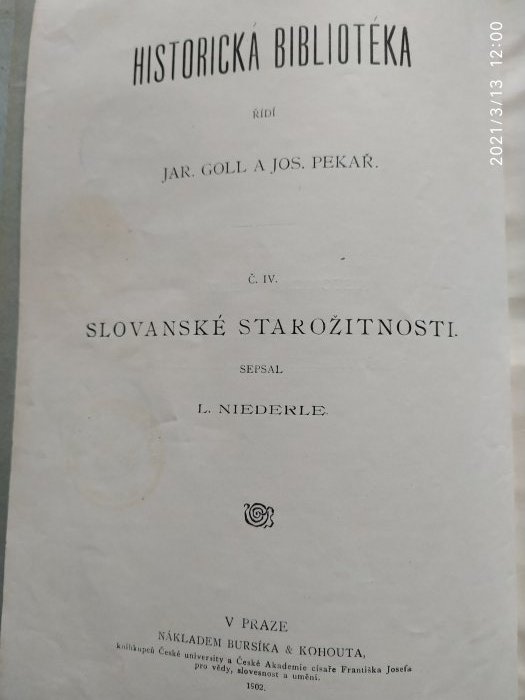 HISTORICKÁ BIBLIOTÉKA
ŘÍDÍ
JAR. GOLL A JOS. PEKAŘ.
Č. IV.
SLOVANSKÉ STAROŽITNOSTI.
SEPSAL
L. NIEDERLE.
V PRAZE
NÁKLADEM BURSÍKA & KOHOUTA,
knihkupců České university a České Akademie císaře Františka Josefa
pro vědy, slovesnost a umění.
1902.
2021/3/13 12:00